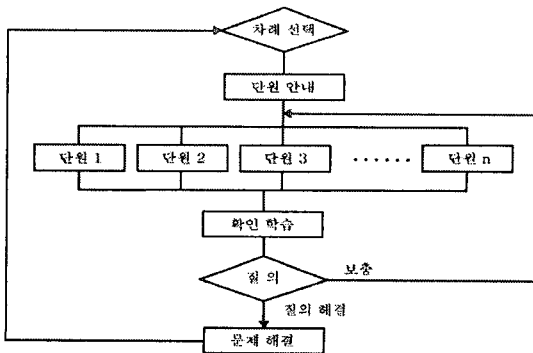 차례 선택
단원 안내
단원 1
단원 2
단원 3
......
단원 n
확인 학습
질 의
보충
질의 해결
문제 해결